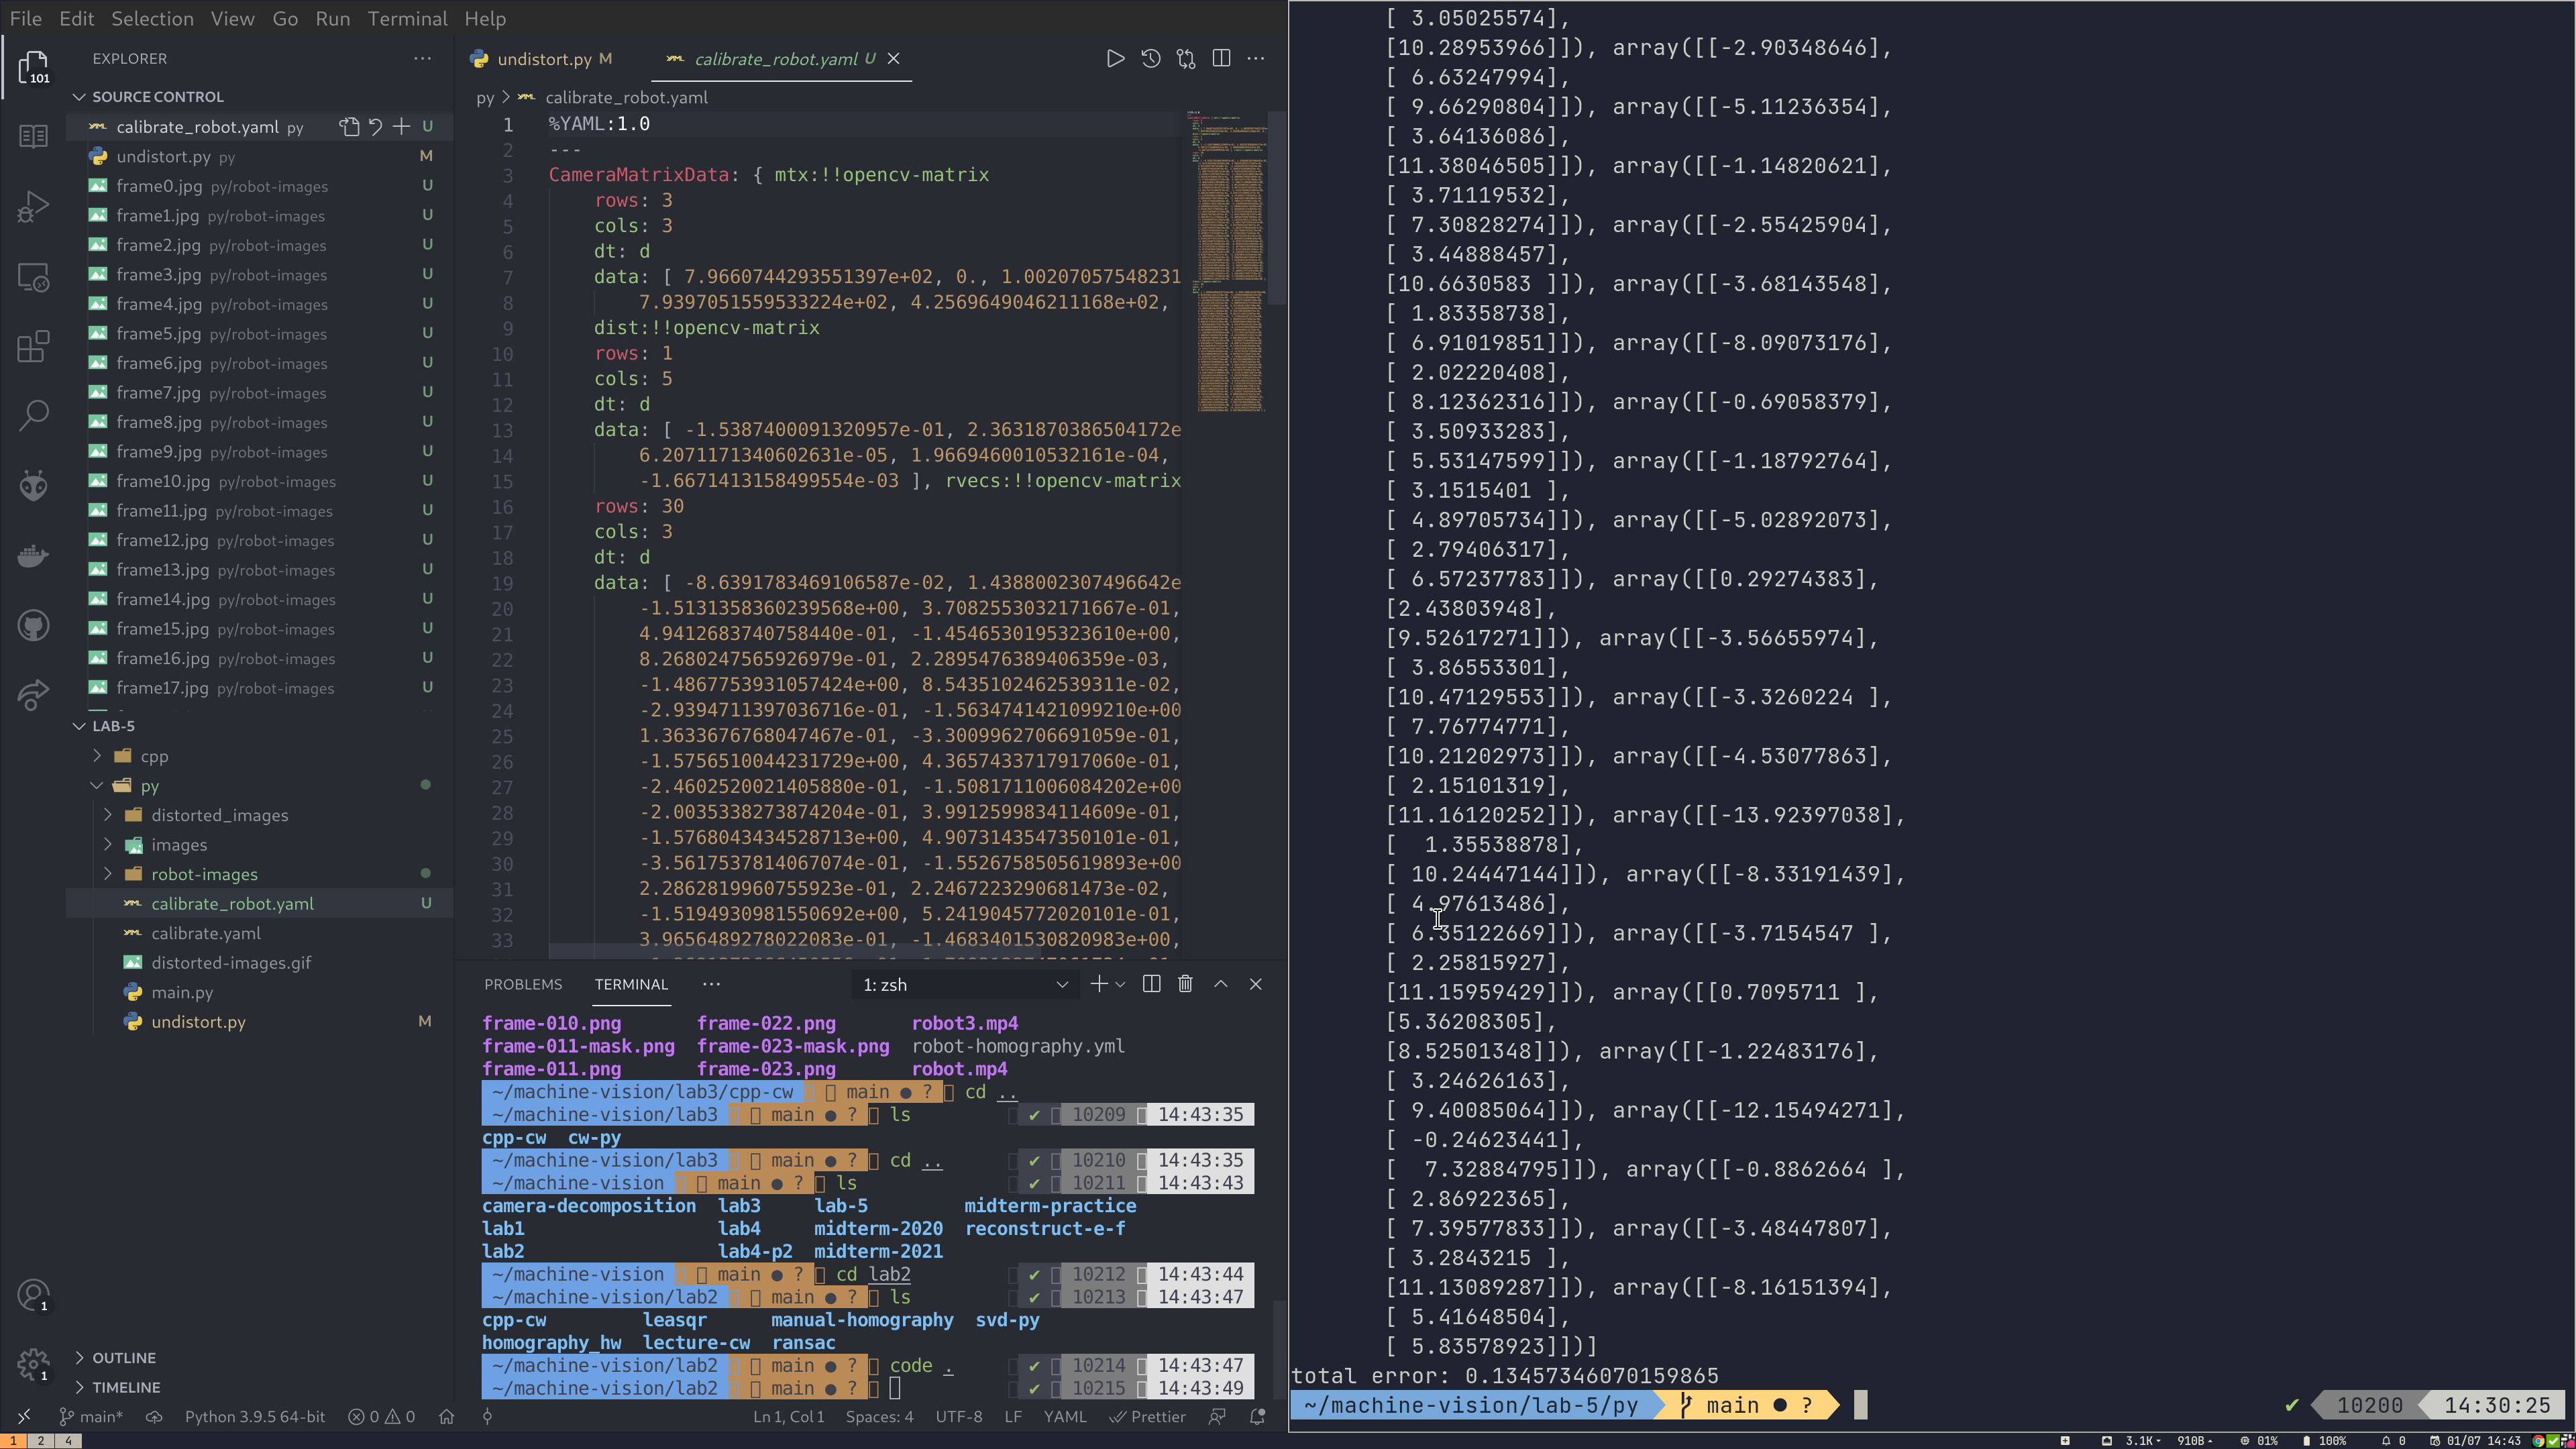 File Edit Selection View Go Run Terminal Help
EXPLORER ...
101
SOURCE CONTROL
calibrate_robot.yaml py U
undistort.py py M
frame0.jpg py/robot-images U
frame1.jpg py/robot-images U
frame2.jpg py/robot-images U
frame3.jpg py/robot-images U
frame4.jpg py/robot-images U
frame5.jpg py/robot-images U
frame6.jpg py/robot-images U
frame7.jpg py/robot-images U
frame8.jpg py/robot-images U
frame9.jpg py/robot-images U
frame10.jpg py/robot-images U
frame11.jpg py/robot-images U
frame12.jpg py/robot-images U
frame13.jpg py/robot-images U
frame14.jpg py/robot-images U
frame15.jpg py/robot-images U
frame16.jpg py/robot-images U
frame17.jpg py/robot-images U
LAB-5
cpp
py
distorted_images
images
robot-images
calibrate_robot.yaml U
calibrate.yaml
distorted-images.gif
main.py
undistort.py M
1
1
OUTLINE
TIMELINE
undistort.py M calibrate_robot.yaml U
py > calibrate_robot.yaml
1 %YAML:1.0
2 ---
3 CameraMatrixData: { mtx:!!opencv-matrix
4 rows: 3
5 cols: 3
6 dt: d
7 data: [ 7.9660744293551397e+02, 0., 1.00207057548231
8 7.9397051559533224e+02, 4.2569649046211168e+02,
9 dist:!!opencv-matrix
10 rows: 1
11 cols: 5
12 dt: d
13 data: [ -1.5387400091320957e-01, 2.3631870386504172e
14 6.2071171340602631e-05, 1.9669460010532161e-04,
15 -1.6671413158499554e-03 ], rvecs:!!opencv-matrix
16 rows: 30
17 cols: 3
18 dt: d
19 data: [ -8.6391783469106587e-02, 1.4388002307496642e
20 -1.5131358360239568e+00, 3.7082553032171667e-01,
21 4.9412683740758440e-01, -1.4546530195323610e+00,
22 8.2680247565926979e-01, 2.2895476389406359e-03,
23 -1.4867753931057424e+00, 8.5435102462539311e-02,
24 -2.9394711397036716e-01, -1.5634741421099210e+00
25 1.3633676768047467e-01, -3.3009962706691059e-01,
26 -1.5756510044231729e+00, 4.3657433717917060e-01,
27 -2.4602520021405880e-01, -1.5081711006084202e+00
28 -2.0035338273874204e-01, 3.9912599834114609e-01,
29 -1.5768043434528713e+00, 4.9073143547350101e-01,
30 -3.5617537814067074e-01, -1.5526758505619893e+00
31 2.2862819960755923e-01, 2.2467223290681473e-02,
32 -1.5194930981550692e+00, 5.2419045772020101e-01,
33 3.9656489278022083e-01, -1.4683401530820983e+00,
PROBLEMS TERMINAL ... 1: zsh
frame-010.png frame-022.png robot3.mp4
frame-011-mask.png frame-023-mask.png robot-homography.yml
frame-011.png frame-023.png robot.mp4
~/machine-vision/lab3/cpp-cw main ● ? cd ..
~/machine-vision/lab3 main ● ? ls ✔ 10209 14:43:35
cpp-cw cw-py
~/machine-vision/lab3 main ● ? cd .. ✔ 10210 14:43:35
~/machine-vision main ● ? ls ✔ 10211 14:43:43
camera-decomposition lab3 lab-5 midterm-practice
lab1 lab4 midterm-2020 reconstruct-e-f
lab2 lab4-p2 midterm-2021
~/machine-vision main ● ? cd lab2 ✔ 10212 14:43:44
~/machine-vision/lab2 main ● ? ls ✔ 10213 14:43:47
cpp-cw leasqr manual-homography svd-py
homography_hw lecture-cw ransac
~/machine-vision/lab2 main ● ? code . ✔ 10214 14:43:47
~/machine-vision/lab2 main ● ? ✔ 10215 14:43:49
main* Python 3.9.5 64-bit 0 0 Ln 1, Col 1 Spaces: 4 UTF-8 LF YAML Prettier
[ 3.05025574],
[10.28953966]]), array([[-2.90348646],
[ 6.63247994],
[ 9.66290804]]), array([[-5.11236354],
[ 3.64136086],
[11.38046505]]), array([[-1.14820621],
[ 3.71119532],
[ 7.30828274]]), array([[-2.55425904],
[ 3.44888457],
[10.6630583 ]]), array([[-3.68143548],
[ 1.83358738],
[ 6.91019851]]), array([[-8.09073176],
[ 2.02220408],
[ 8.12362316]]), array([[-0.69058379],
[ 3.50933283],
[ 5.53147599]]), array([[-1.18792764],
[ 3.1515401 ],
[ 4.89705734]]), array([[-5.02892073],
[ 2.79406317],
[ 6.57237783]]), array([[0.29274383],
[2.43803948],
[9.52617271]]), array([[-3.56655974],
[ 3.86553301],
[10.47129553]]), array([[-3.3260224 ],
[ 7.76774771],
[10.21202973]]), array([[-4.53077863],
[ 2.15101319],
[11.16120252]]), array([[-13.92397038],
[ 1.35538878],
[ 10.24447144]]), array([[-8.33191439],
[ 4.97613486],
[ 6.35122669]]), array([[-3.7154547 ],
[ 2.25815927],
[11.15959429]]), array([[0.7095711 ],
[5.36208305],
[8.52501348]]), array([[-1.22483176],
[ 3.24626163],
[ 9.40085064]]), array([[-12.15494271],
[ -0.24623441],
[ 7.32884795]]), array([[-0.8862664 ],
[ 2.86922365],
[ 7.39577833]]), array([[-3.48447807],
[ 3.2843215 ],
[11.13089287]]), array([[-8.16151394],
[ 5.41648504],
[ 5.83578923]])]
total error: 0.13457346070159865
~/machine-vision/lab-5/py main ● ? ✔ 10200 14:30:25
1 2 4 3.1K 910B 01% 100% 0 01/07 14:43